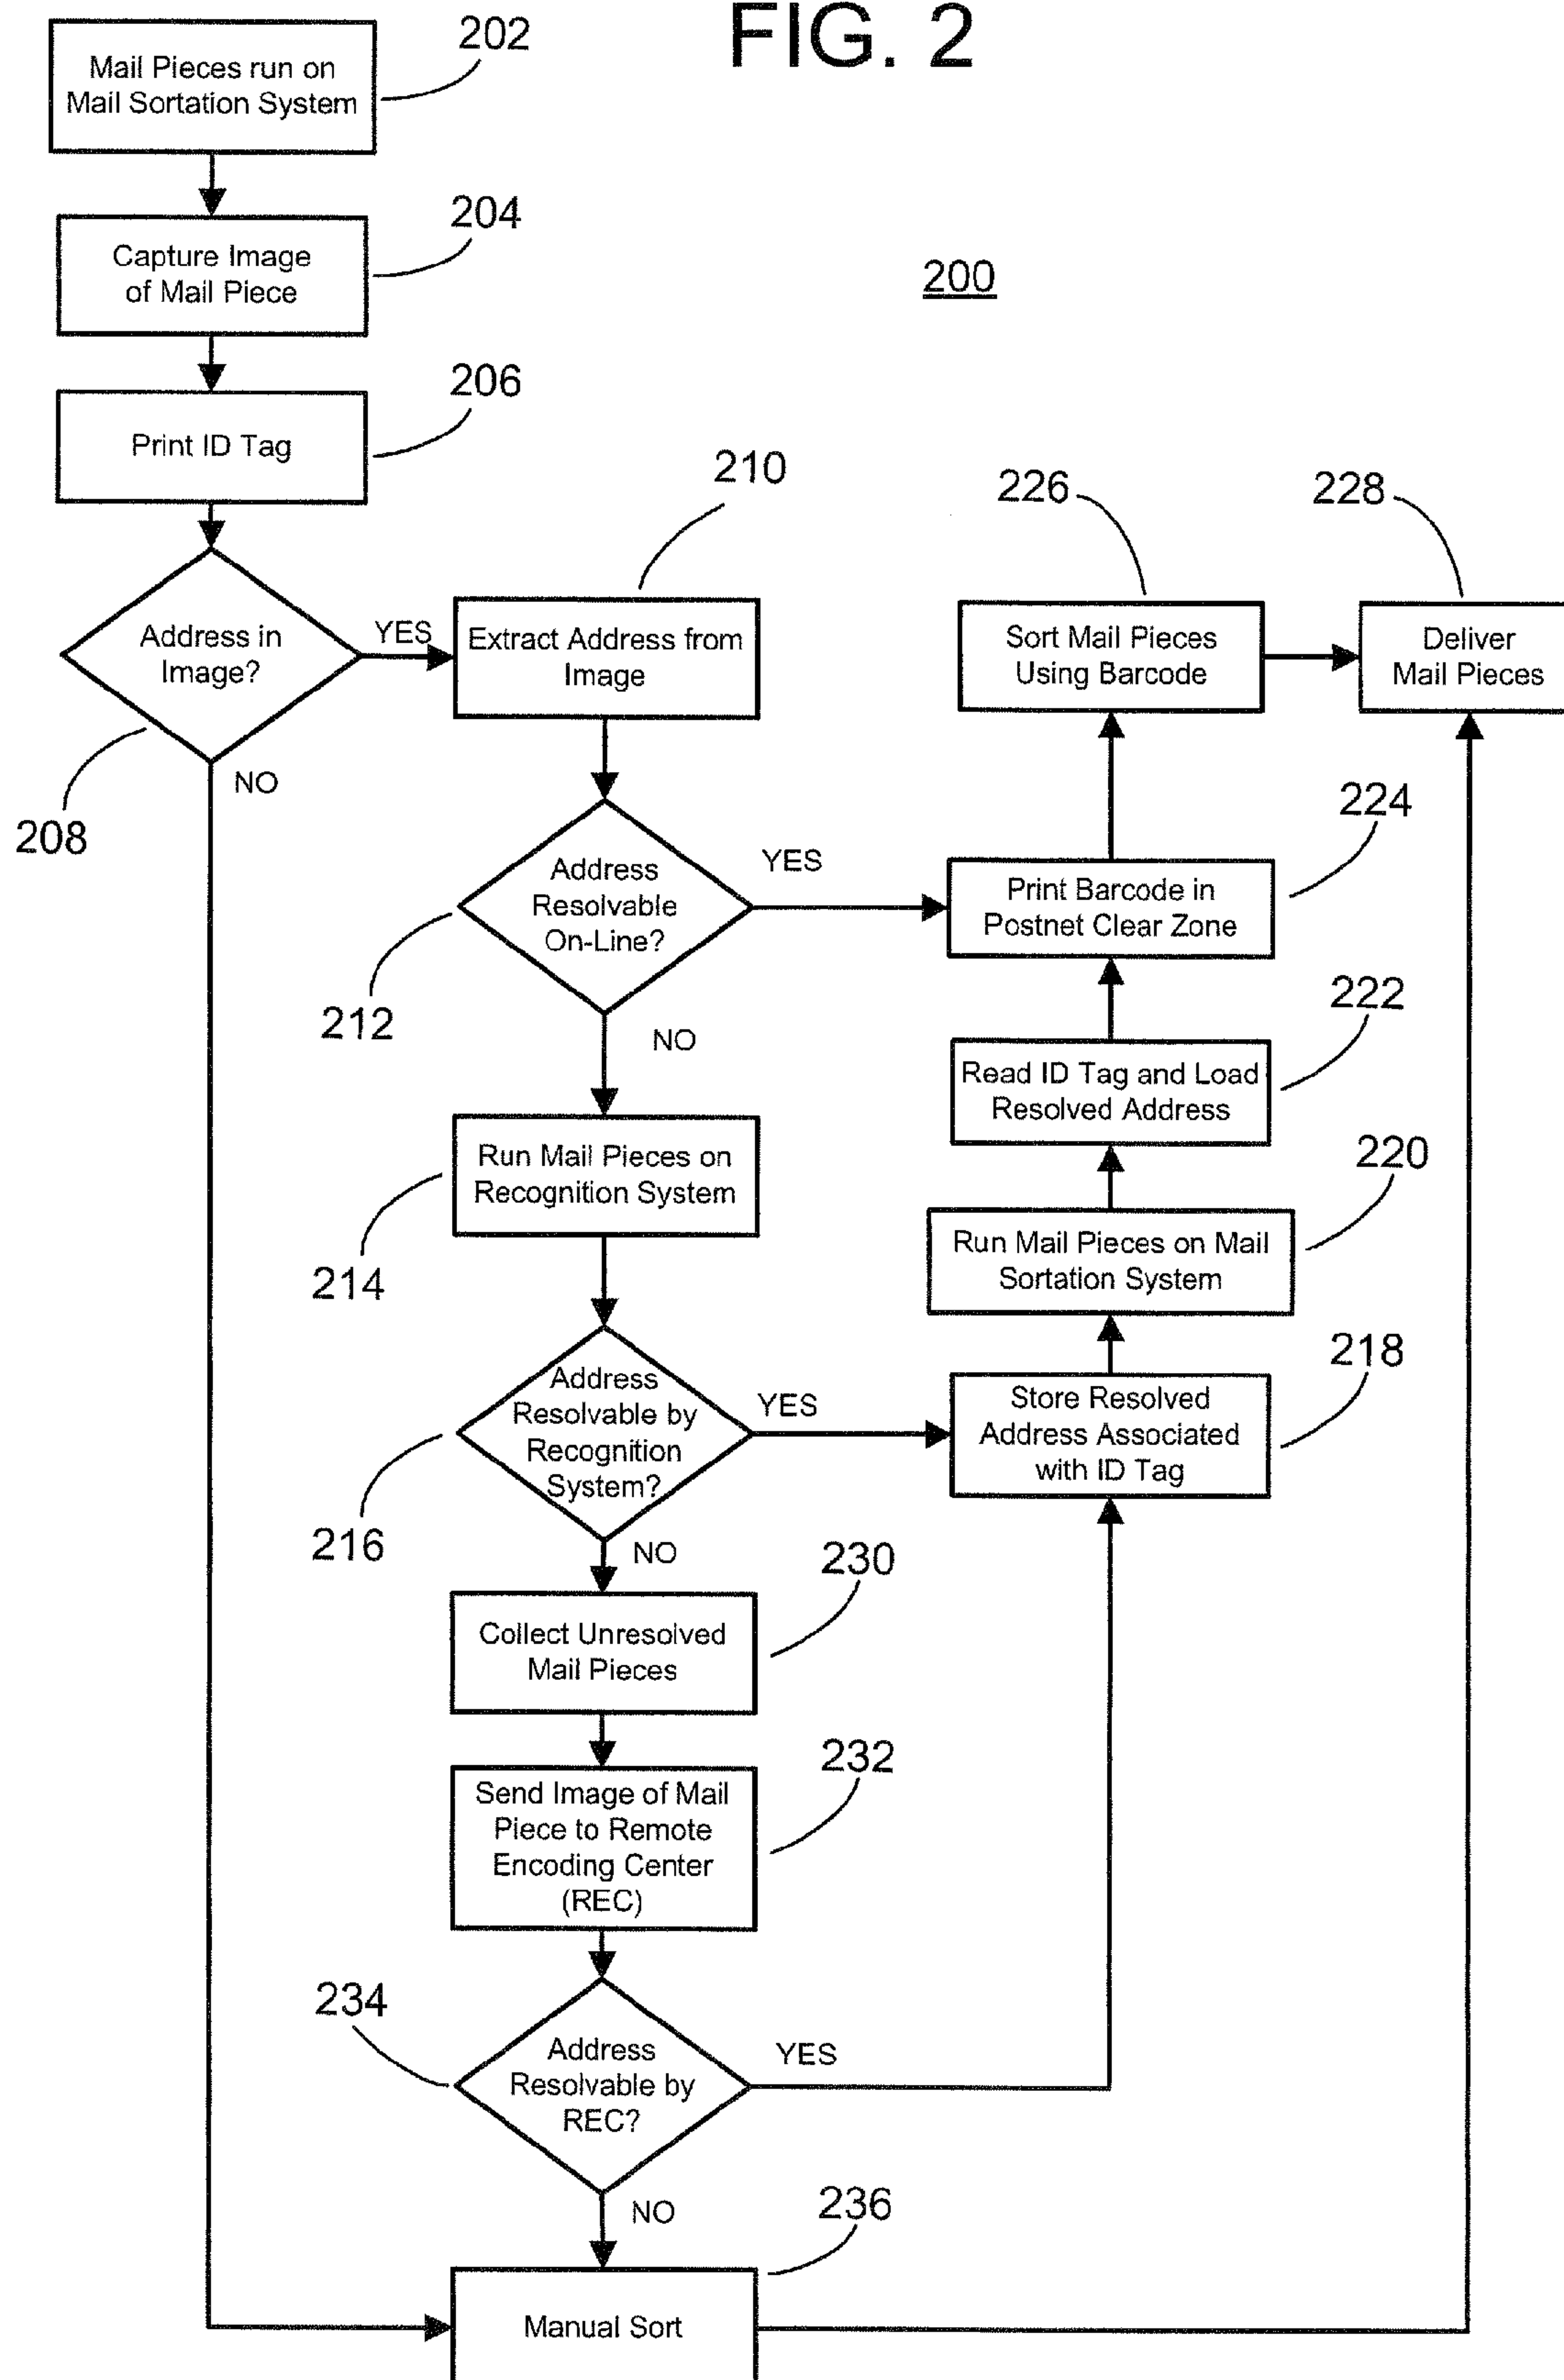 FIG. 2
202
Mail Pieces run on
Mail Sortation System
204
Capture Image
of Mail Piece
200
206
Print ID Tag
208
Address in
Image?
YES
NO
210
Extract Address from
Image
212
Address
Resolvable
On-Line?
YES
NO
214
Run Mail Pieces on
Recognition System
216
Address
Resolvable by
Recognition
System?
YES
NO
226
Sort Mail Pieces
Using Barcode
228
Deliver
Mail Pieces
224
Print Barcode in
Postnet Clear Zone
222
Read ID Tag and Load
Resolved Address
220
Run Mail Pieces on Mail
Sortation System
218
Store Resolved
Address Associated
with ID Tag
230
Collect Unresolved
Mail Pieces
232
Send Image of Mail
Piece to Remote
Encoding Center
(REC)
234
Address
Resolvable by
REC?
YES
NO
236
Manual Sort